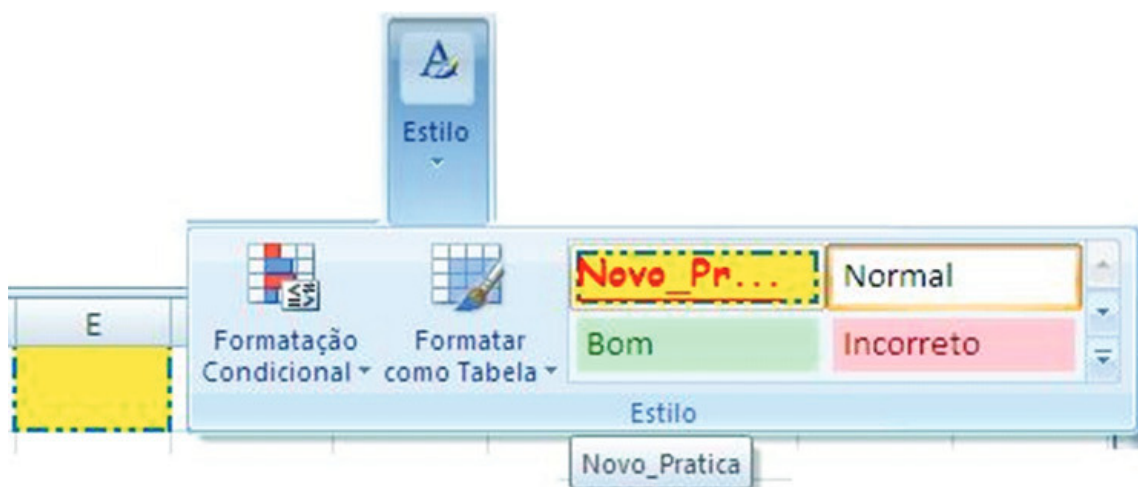 Estilo
E
Formatação
Condicional
Formatar
como Tabela
Novo_Pr...
Normal
Bom
Incorreto
Estilo
Novo_Pratica